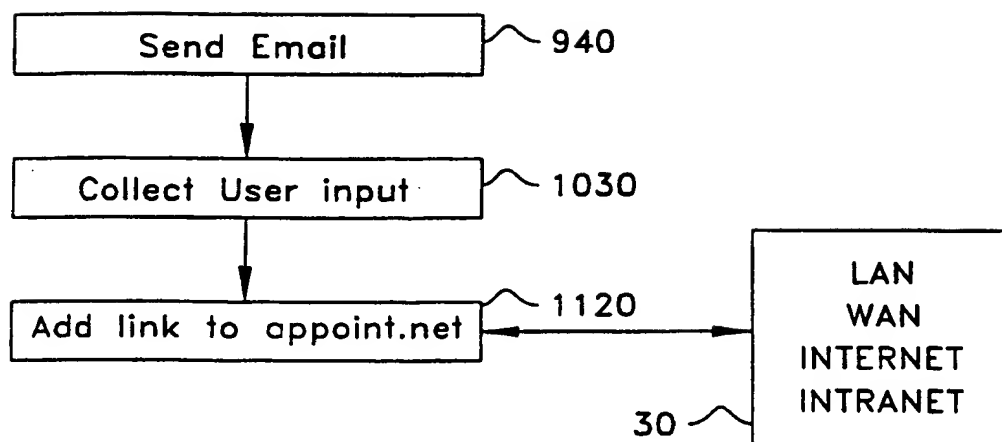 Send Email
940
Collect User input
1030
Add link to appoint.net
1120
LAN
WAN
INTERNET
INTRANET
30